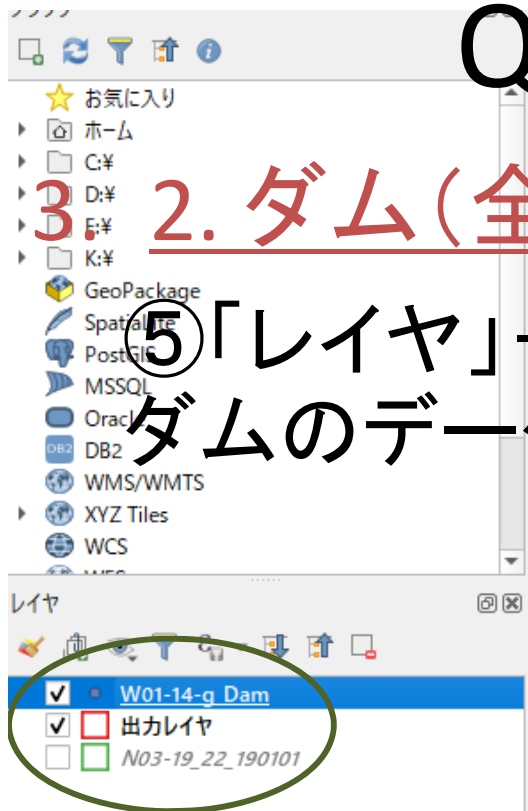 Q
お気に入り
ホーム
C:¥
D:¥
3. 2. ダム(全
E:¥
K:¥
GeoPackage
SpatiaLite
⑤「レイヤ」
PostGIS
MSSQL
Oracle
ダムのデー
DB2
WMS/WMTS
XYZ Tiles
WCS
レイヤ
W01-14-g_Dam
出力レイヤ
N03-19_22_190101